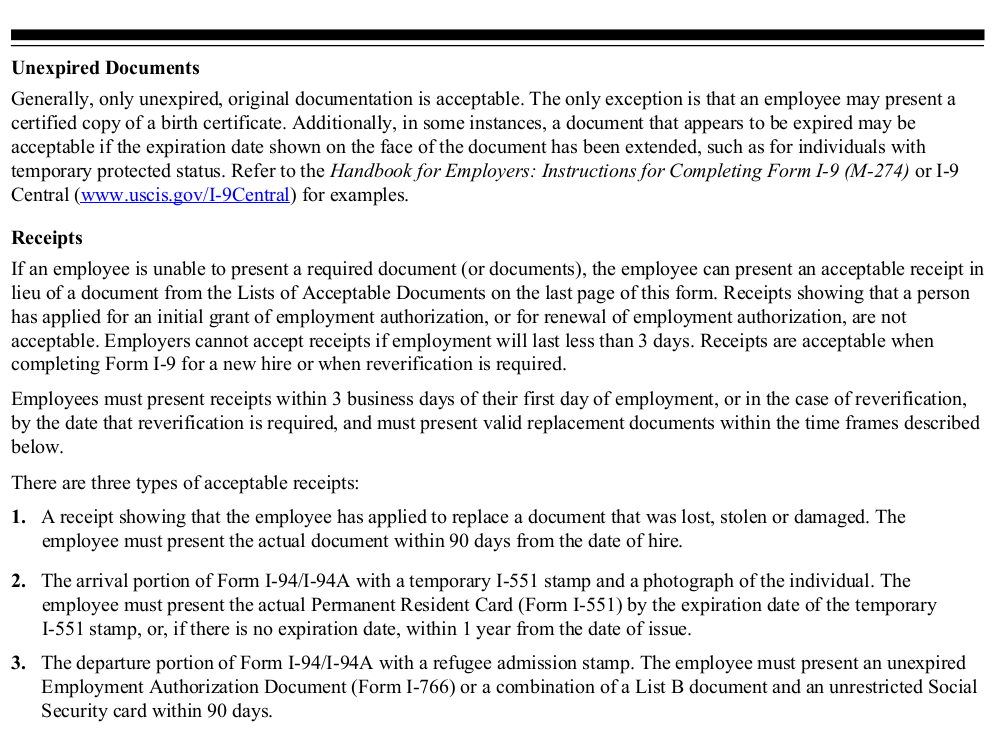 Unexpired Documents
Generally, only unexpired, original documentation is acceptable. The only exception is that an employee may present a
certified copy of a birth certificate. Additionally, in some instances, a document that appears to be expired may be
acceptable if the expiration date shown on the face of the document has been extended, such as for individuals with
temporary protected status. Refer to the Handbook for Employers: Instructions for Completing Form I-9 (M-274) or I-9
Central (www.uscis.gov/I-9Central) for examples.
Receipts
If an employee is unable to present a required document (or documents), the employee can present an acceptable receipt in
lieu of a document from the Lists of Acceptable Documents on the last page of this form. Receipts showing that a person
has applied for an initial grant of employment authorization, or for renewal of employment authorization, are not
acceptable. Employers cannot accept receipts if employment will last less than 3 days. Receipts are acceptable when
completing Form I-9 for a new hire or when reverification is required.
Employees must present receipts within 3 business days of their first day of employment, or in the case of reverification,
by the date that reverification is required, and must present valid replacement documents within the time frames described
below.
There are three types of acceptable receipts:
1. A receipt showing that the employee has applied to replace a document that was lost, stolen or damaged. The
employee must present the actual document within 90 days from the date of hire.
2. The arrival portion of Form I-94/I-94A with a temporary I-551 stamp and a photograph of the individual. The
employee must present the actual Permanent Resident Card (Form I-551) by the expiration date of the temporary
I-551 stamp, or, if there is no expiration date, within 1 year from the date of issue.
3. The departure portion of Form I-94/I-94A with a refugee admission stamp. The employee must present an unexpired
Employment Authorization Document (Form I-766) or a combination of a List B document and an unrestricted Social
Security card within 90 days.